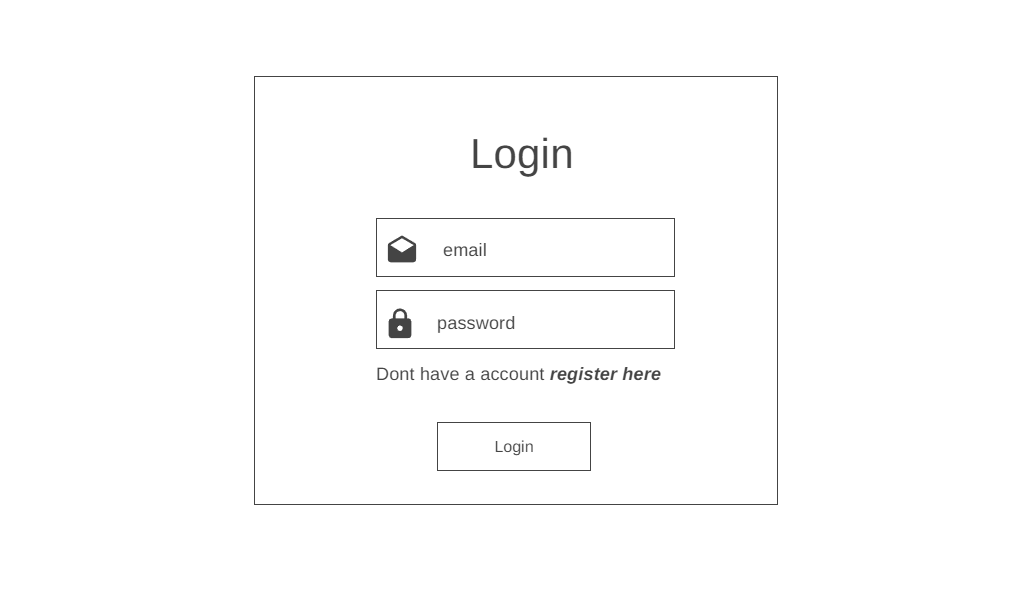 Login
email
password
Dont have a account register here
Login